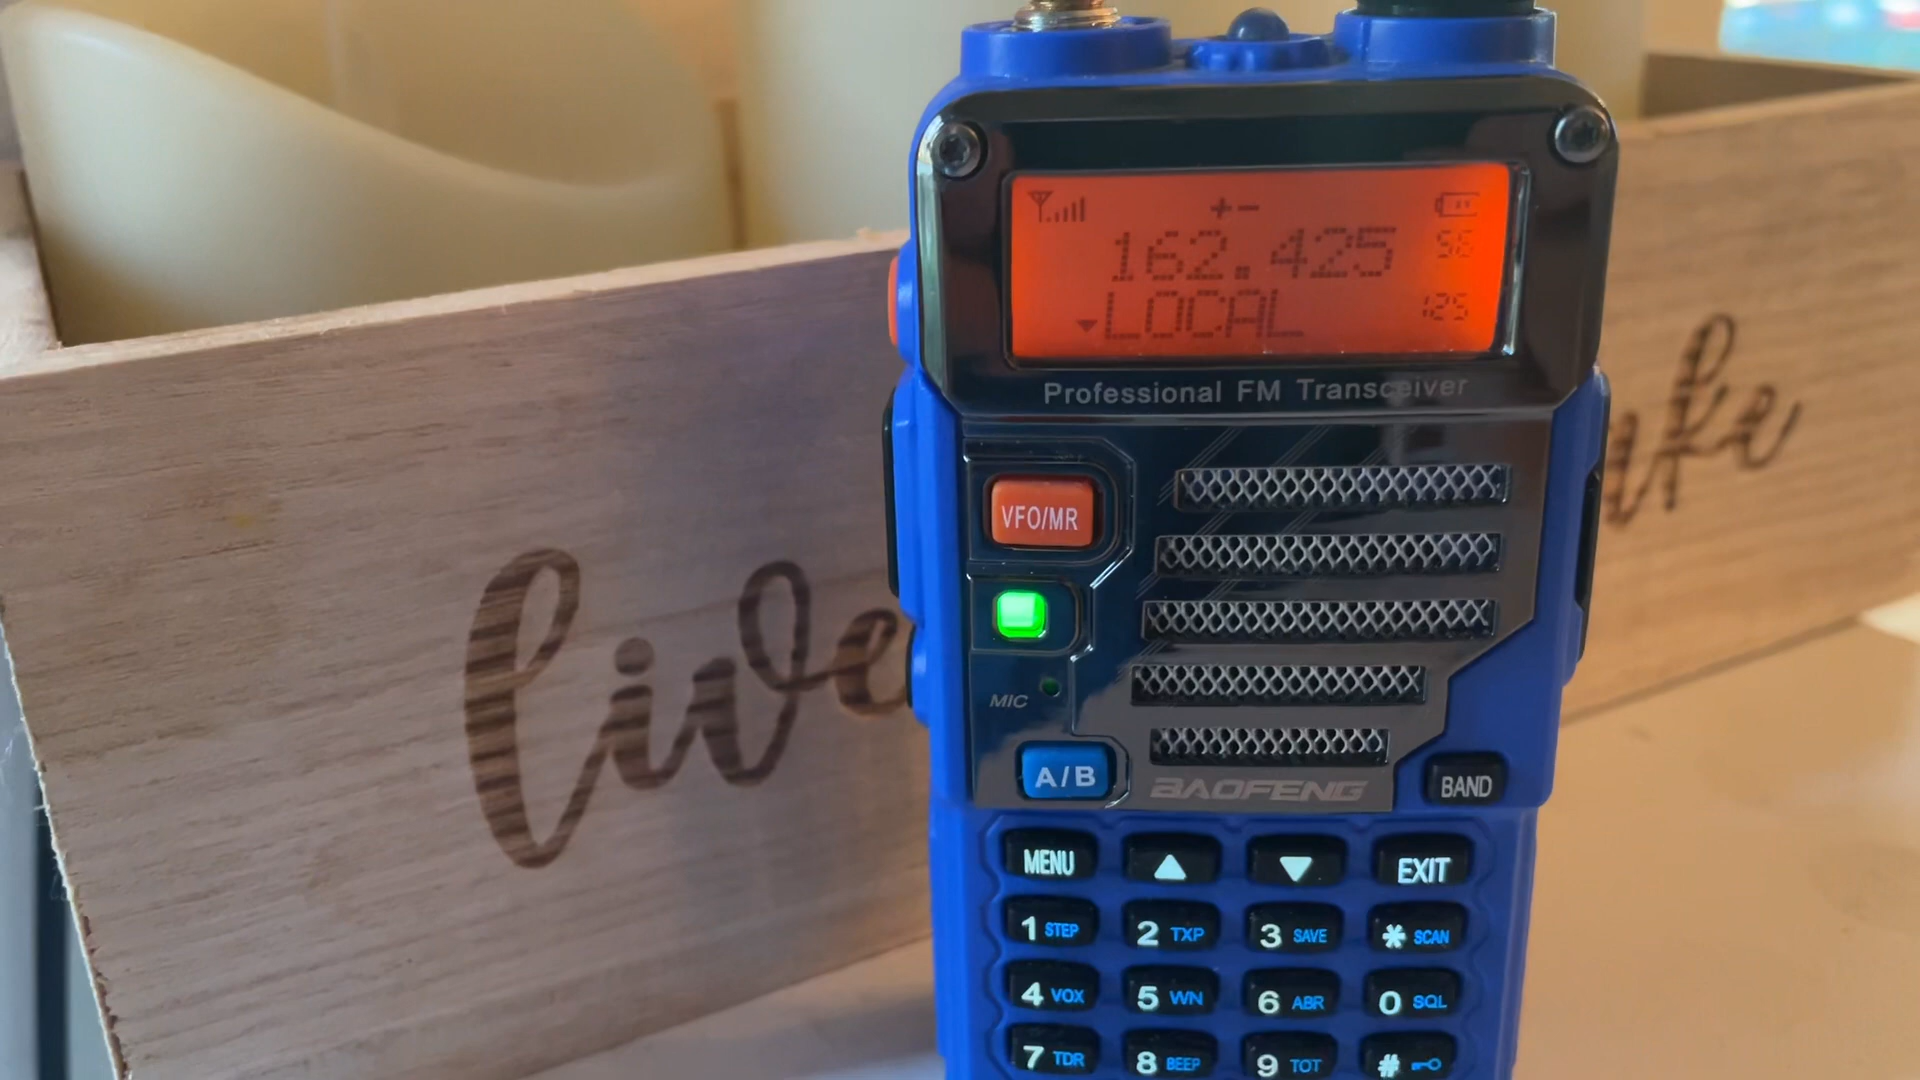 162.425
LOCAL
125
Professional FM Transceiver
VFO/MR
MIC
A/B
BAOFENG
BAND
MENU ▲ ▼ EXIT
1 STEP 2 TXP 3 SAVE * SCAN
4 VOX 5 WN 6 ABR 0 SQL
7 TDR 8 BEEP 9 TOT #
live